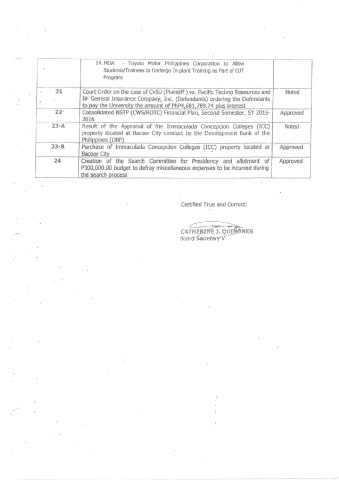 14.MOA - Toyota Motor Philippines Corporation to Allow
Students/Trainees to Undergo In-plant Training as Part of COT
Program
21 Court Order on the case of CvSU (Plaintiff) vs. Pacific Techno Resources and Noted
BF General Insurance Company, Inc. (Defendants) ordering the Defendants
to pay the University the amount of PhP4,681,789.74 plus interest
22 Consolidated NSTP (CWS/ROTC) Financial Plan, Second Semester, SY 2015- Approved
2016
23-A Result of the Appraisal of the Immaculada Concepcion Colleges (ICC) Noted
property located at Bacoor City conduct by the Development Bank of the
Philippines (DBP)
23-B Purchase of Immaculada Concepcion Colleges (ICC) property located at Approved
Bacoor City
24 Creation of the Search Committee for Presidency and allotment of Approved
P300,000.00 budget to defray miscellaneous expenses to be incurred during
the search process
Certified True and Correct:
CATHERINE J. QUIÑONES
Board Secretary V